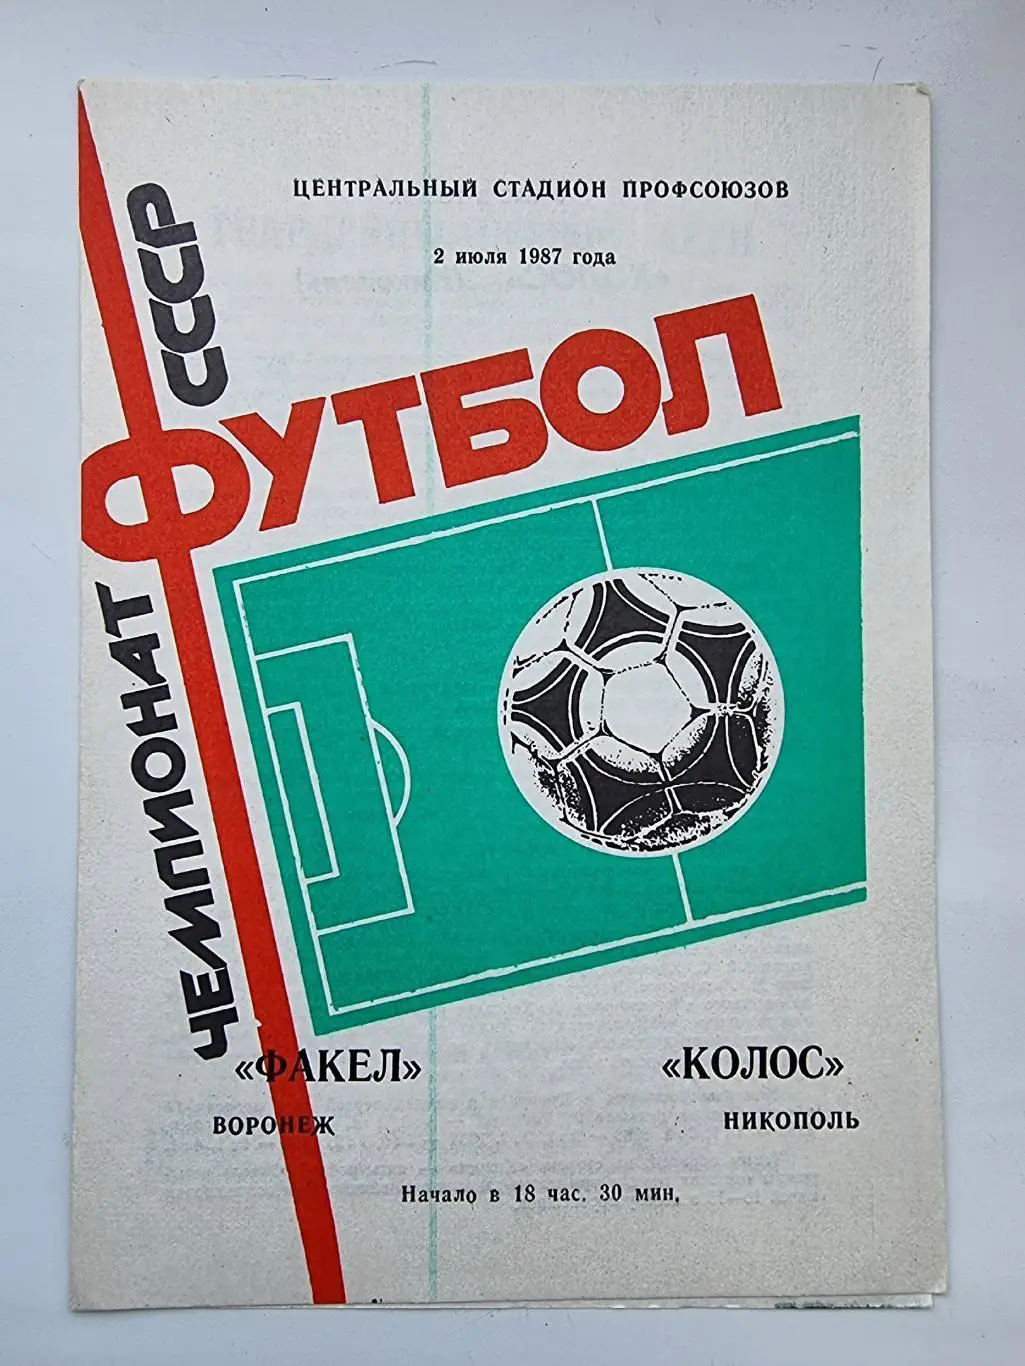 ЦЕНТРАЛЬНЫЙ СТАДИОН ПРОФСОЮЗОВ
2 июля 1987 года
ЧЕМПИОНАТ СССР
ФУТБОЛ
«ФАКЕЛ»
ВОРОНЕЖ
«КОЛОС»
НИКОПОЛЬ
Начало в 18 час. 30 мин.